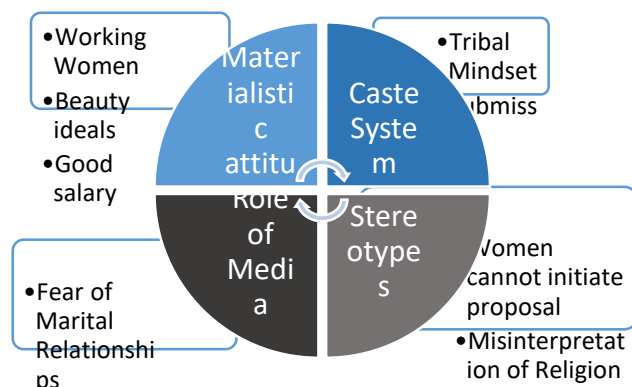 •Working
Women
•Beauty
ideals
•Good
salary
Mater
ialisti
c
attitu
Caste
Syste
m
•Tribal
Mindset
Role
of
Medi
a
Stere
otype
s
•Fear of
Marital
Relationshi
ps
Women
cannot initiate
proposal
•Misinterpretat
ion of Religion